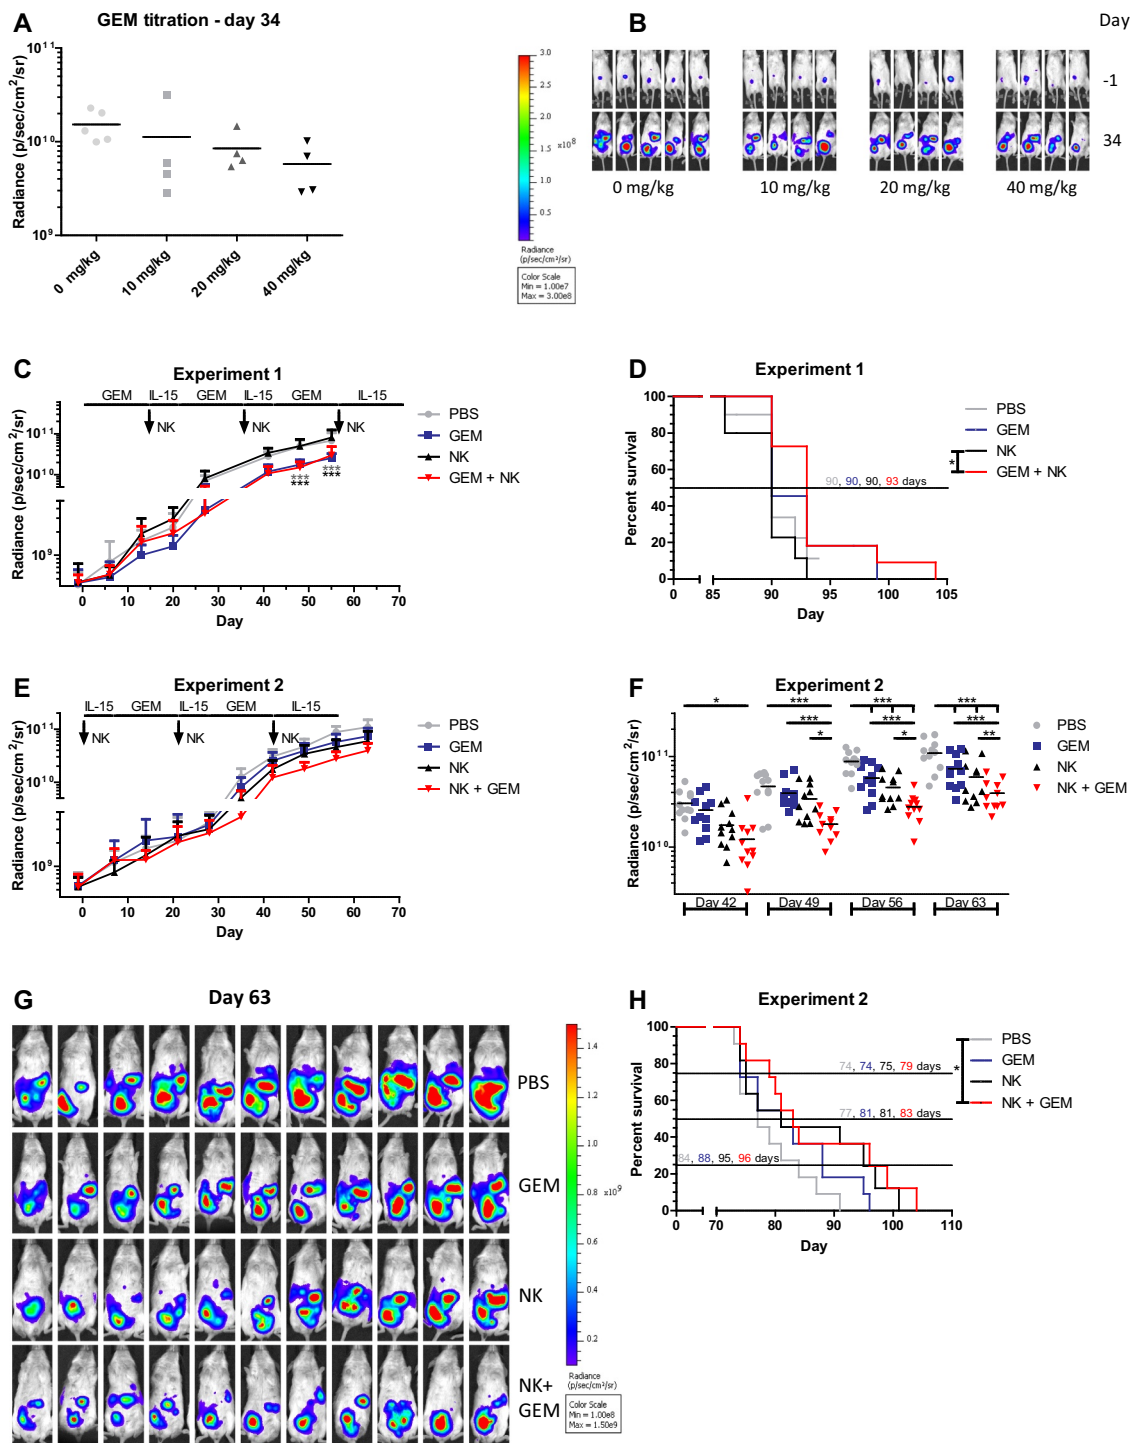 A
GEM titration - day 34
Radiance (p/sec/cm²/sr)
10¹¹
10¹⁰
10⁹
0 mg/kg
10 mg/kg
20 mg/kg
40 mg/kg
3.0
2.5
2.0
1.5
1.0
0.5
x10⁸
Radiance
(p/sec/cm²/sr)
Color Scale
Min = 1.00e7
Max = 3.00e8
B
Day
-1
34
0 mg/kg
10 mg/kg
20 mg/kg
40 mg/kg
C
Experiment 1
GEM IL-15 GEM IL-15 GEM IL-15
NK NK NK
Radiance (p/sec/cm²/sr)
10¹¹
10¹⁰
10⁹
***
***
***
***
0 10 20 30 40 50 60 70
Day
PBS
GEM
NK
GEM + NK
D
Experiment 1
Percent survival
100
80
60
40
20
0
90, 90, 90, 93 days
0 85 90 95 100 105
Day
PBS
GEM
NK
GEM + NK
*
E
Experiment 2
IL-15 GEM IL-15 GEM IL-15
NK NK NK
Radiance (p/sec/cm²/sr)
10¹¹
10¹⁰
10⁹
0 10 20 30 40 50 60 70
Day
PBS
GEM
NK
NK + GEM
F
Experiment 2
* *** *** ***
*** *** ***
* * **
Radiance (p/sec/cm²/sr)
10¹¹
10¹⁰
Day 42 Day 49 Day 56 Day 63
PBS
GEM
NK
NK + GEM
G
Day 63
PBS
GEM
NK
NK+
GEM
1.4
1.2
1.0
0.8
0.6
0.4
0.2
x10⁹
Radiance
(p/sec/cm²/sr)
Color Scale
Min = 1.00e8
Max = 1.50e9
H
Experiment 2
Percent survival
100
80
60
40
20
0
74, 74, 75, 79 days
77, 81, 81, 83 days
84, 88, 95, 96 days
0 70 80 90 100 110
Day
PBS
GEM
NK
NK + GEM
*